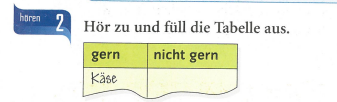 hören 2
Hör zu und füll die Tabelle aus.
gern nicht gern
Käse